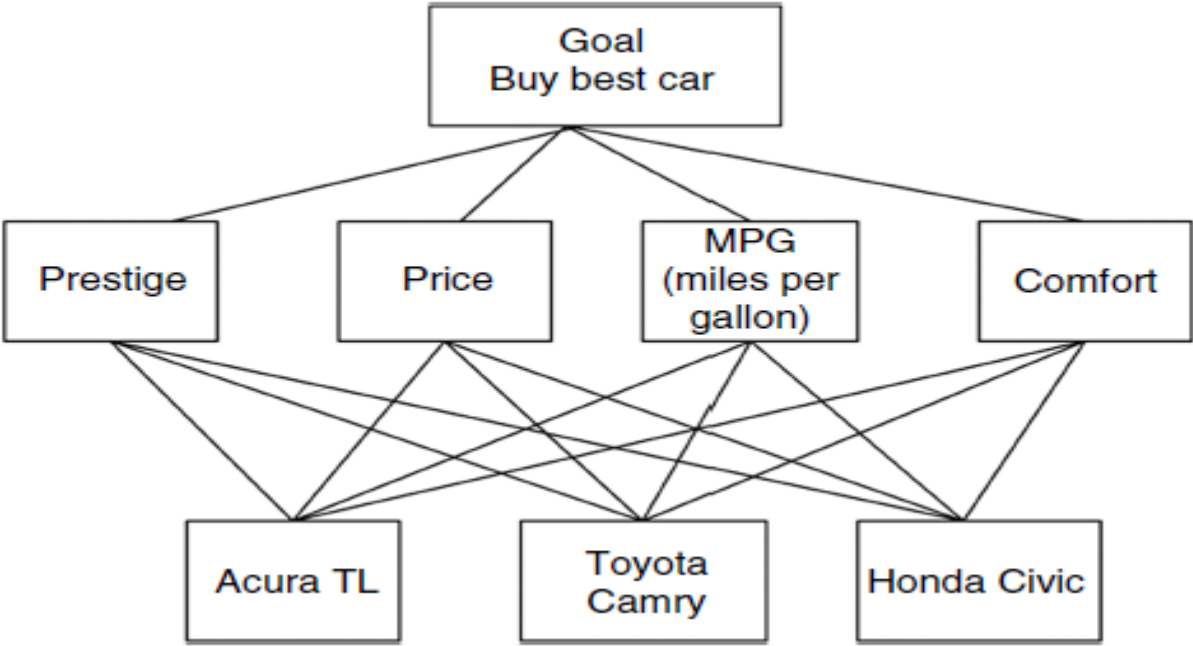 Goal
Buy best car
Prestige
Price
MPG
(miles per
gallon)
Comfort
Acura TL
Toyota
Camry
Honda Civic